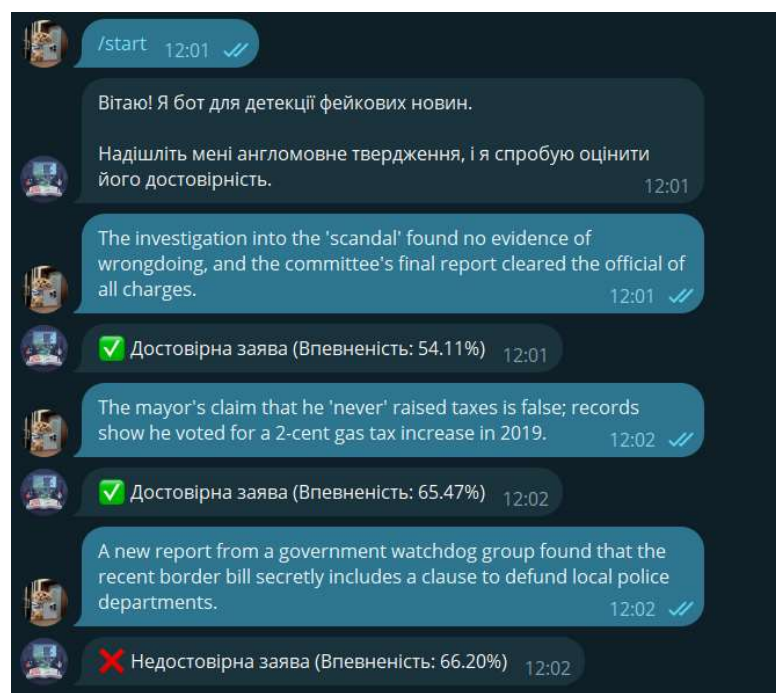 /start 12:01
Вітаю! Я бот для детекції фейкових новин.
Надішліть мені англомовне твердження, і я спробую оцінити
його достовірність.
12:01
The investigation into the 'scandal' found no evidence of
wrongdoing, and the committee's final report cleared the official of
all charges.
12:01
✅ Достовірна заява (Впевненість: 54.11%) 12:01
The mayor's claim that he 'never' raised taxes is false; records
show he voted for a 2-cent gas tax increase in 2019.
12:02
✅ Достовірна заява (Впевненість: 65.47%) 12:02
A new report from a government watchdog group found that the
recent border bill secretly includes a clause to defund local police
departments.
12:02
❌ Недостовірна заява (Впевненість: 66.20%) 12:02